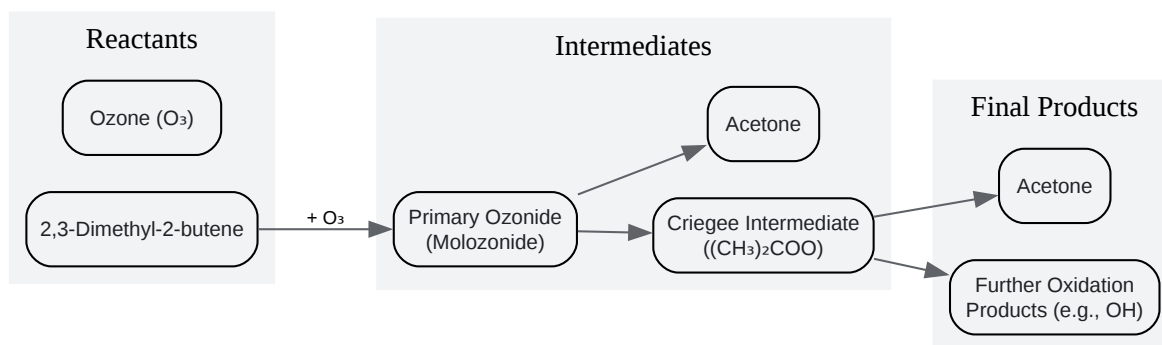 Reactants
Ozone (O₃)
2,3-Dimethyl-2-butene
+ O₃
Intermediates
Acetone
Primary Ozonide
(Molozonide)
Criegee Intermediate
((CH₃)₂COO)
Final Products
Acetone
Further Oxidation
Products (e.g., OH)